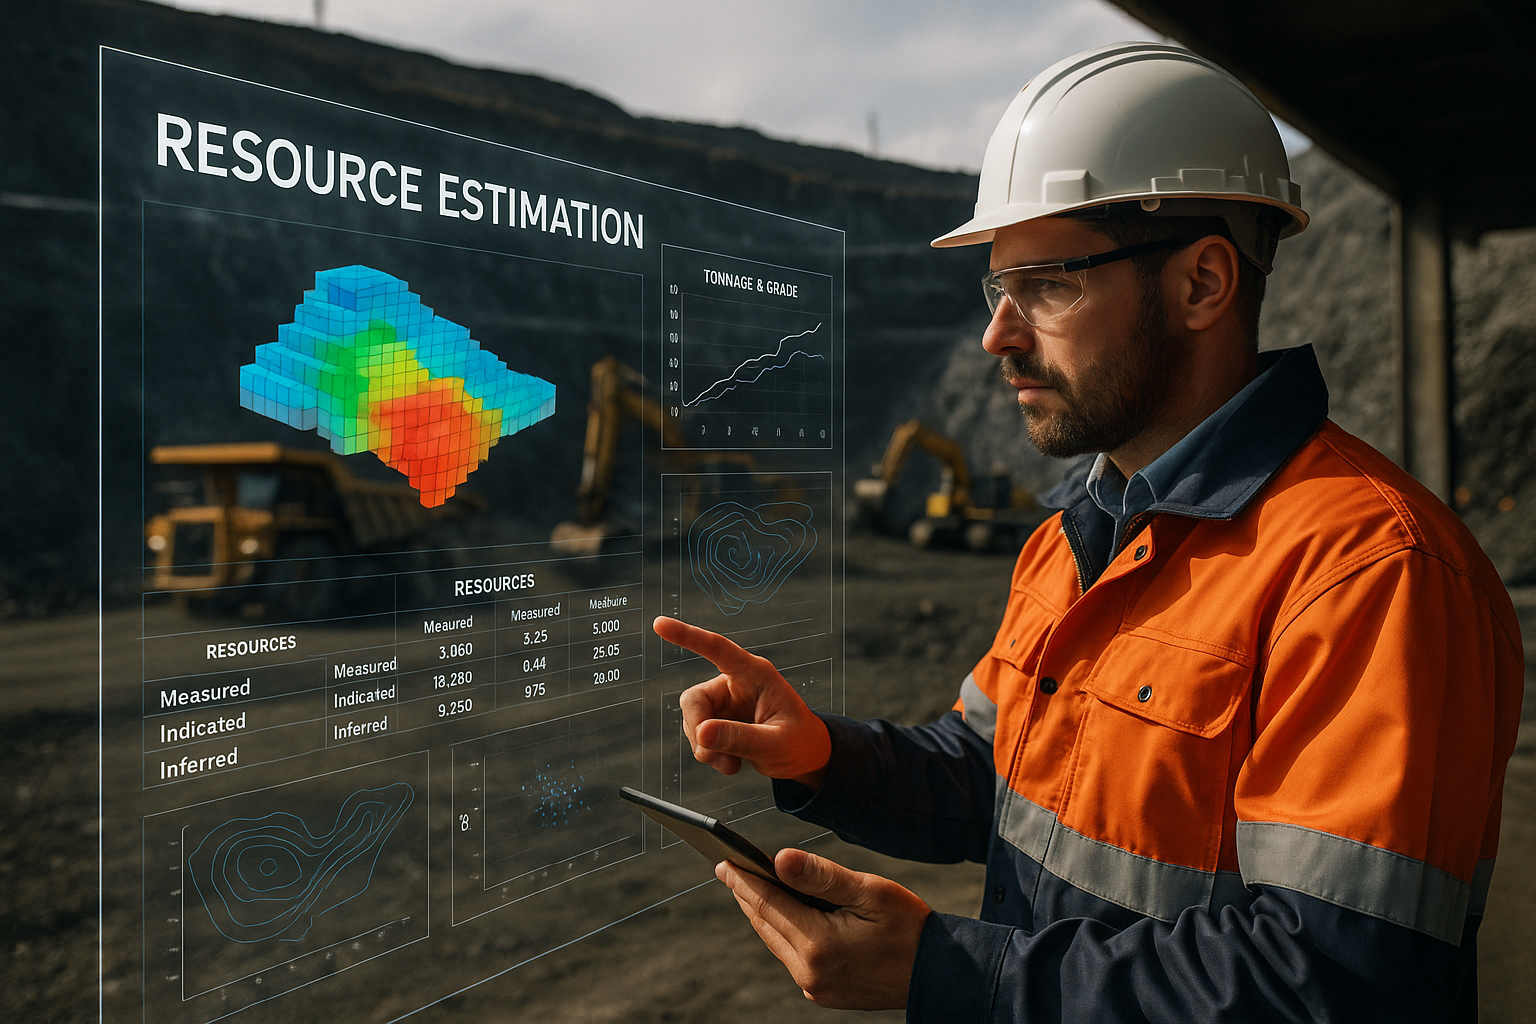 RESOURCE ESTIMATION
TONNAGE & GRADE
RESOURCES
RESOURCES
Meaured Measured
Measured Measured 3.060 3.25 5.000
Indicated Indicated 18,280 0.44 25.05
Inferred Inferred 9,250 975 20.00